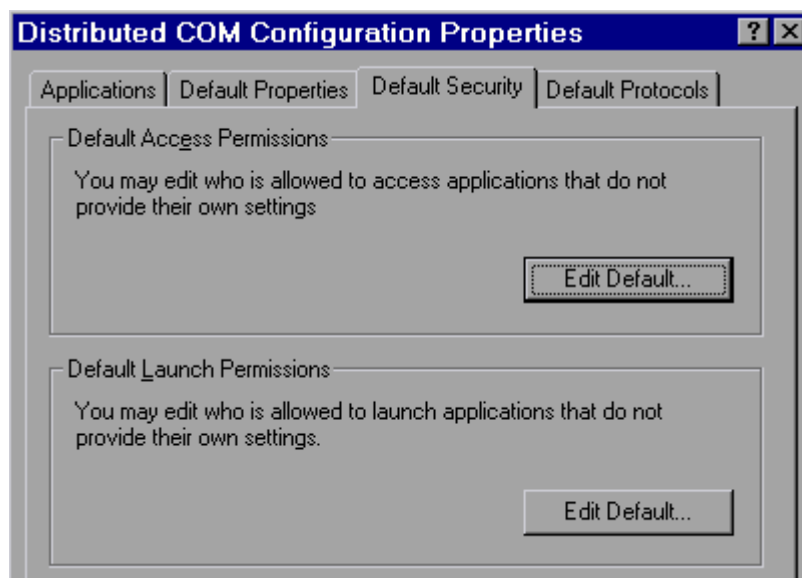 Distributed COM Configuration Properties
Applications Default Properties Default Security Default Protocols
Default Access Permissions
You may edit who is allowed to access applications that do not
provide their own settings
Edit Default...
Default Launch Permissions
You may edit who is allowed to launch applications that do not
provide their own settings.
Edit Default...